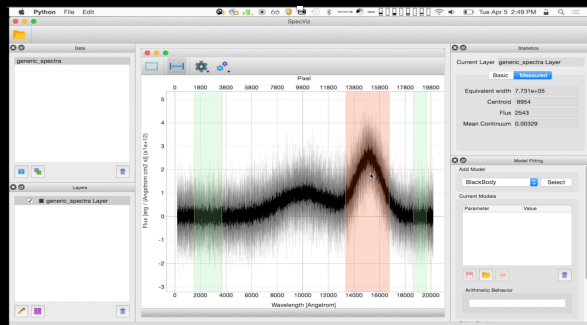 Python File Edit
Tue Apr 5 2:49 PM
SpecViz
Data
generic_spectra
Layers
generic_spectra Layer
Pixel
0 1800 3800 5800 7800 9800 11800 13800 15800 17800 19800
5
4
3
2
1
0
-1
-2
-3
Flux [erg / (Angstrom cm2 s)] (x1e+12)
0 2000 4000 6000 8000 10000 12000 14000 16000 18000 20000
Wavelength [Angstrom]
Statistics
Current Layer generic_spectra Layer
Basic Measured
Equivalent width 7.731e+05
Centroid 8954
Flux 2543
Mean Continuum 0.00329
Model Fitting
Add Model
BlackBody Select
Current Models
Parameter Value
Arithmetic Behavior